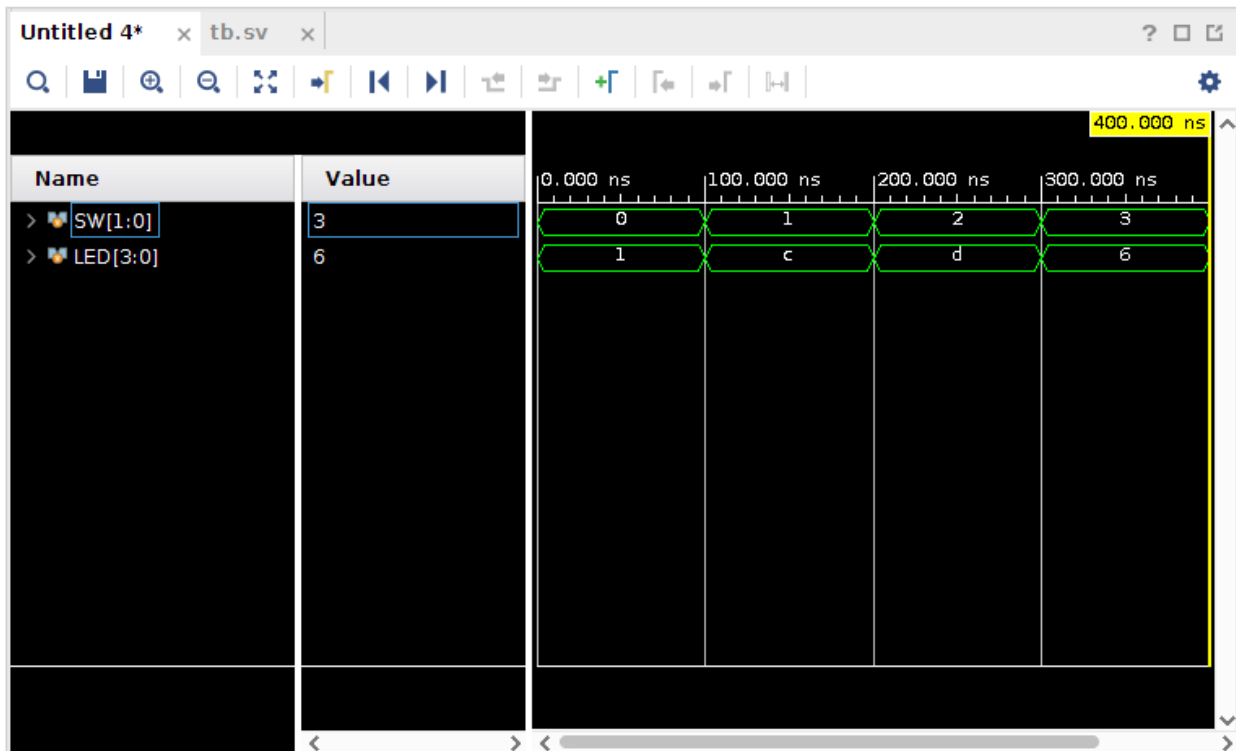 Untitled 4* × tb.sv × ?
400.000 ns
Name Value 0.000 ns 100.000 ns 200.000 ns 300.000 ns
SW[1:0] 3 0 1 2 3
LED[3:0] 6 1 c d 6